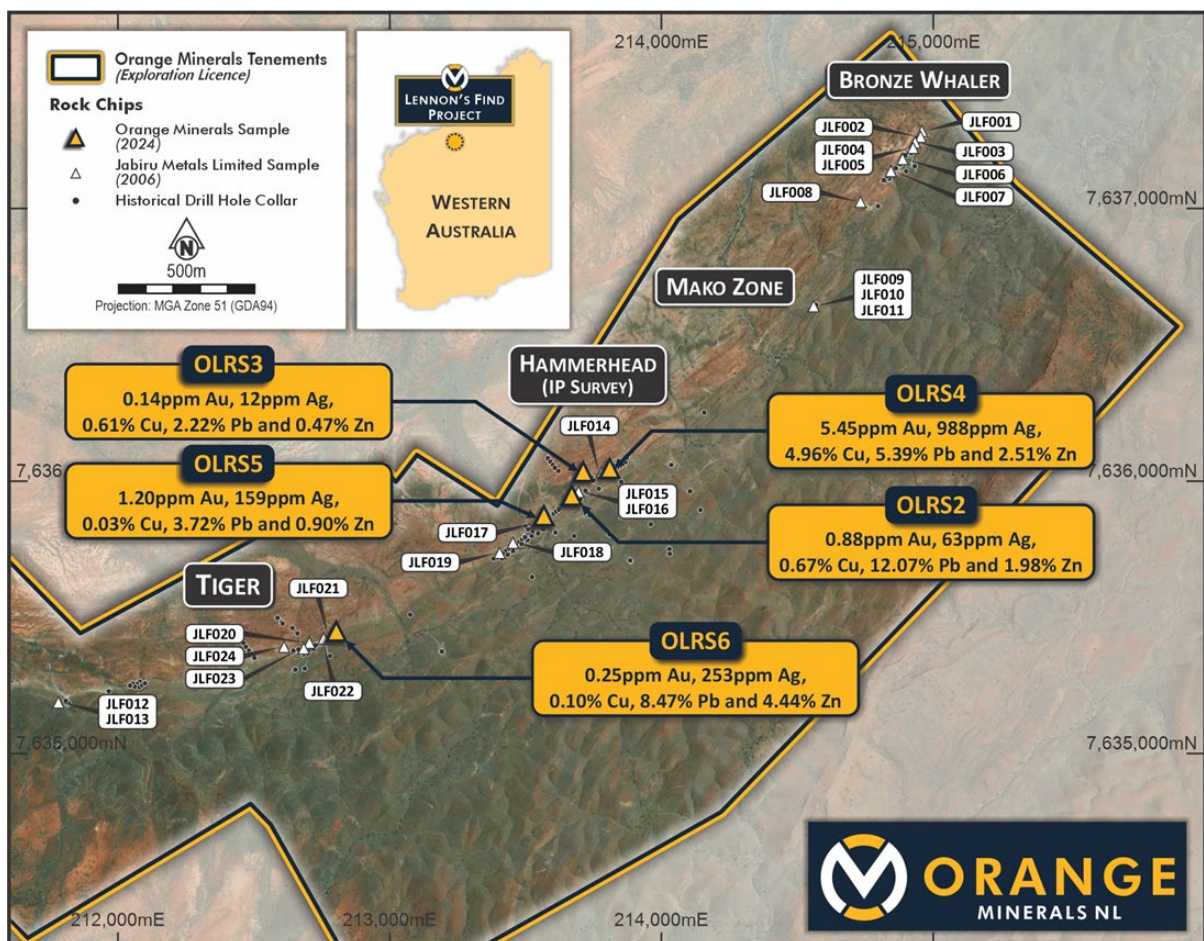 Orange Minerals Tenements
(Exploration Licence)
Rock Chips
Orange Minerals Sample
(2024)
Jabiru Metals Limited Sample
(2006)
Historical Drill Hole Collar
N
500m
Projection: MGA Zone 51 (GDA94)
LENNON'S FIND
PROJECT
WESTERN
AUSTRALIA
214,000mE
215,000mE
BRONZE WHALER
JLF001
JLF002
JLF003
JLF004
JLF005
JLF006
JLF007
JLF008
7,637,000mN
MAKO ZONE
JLF009
JLF010
JLF011
HAMMERHEAD
(IP SURVEY)
OLRS3
0.14ppm Au, 12ppm Ag,
0.61% Cu, 2.22% Pb and 0.47% Zn
JLF014
OLRS4
5.45ppm Au, 988ppm Ag,
4.96% Cu, 5.39% Pb and 2.51% Zn
7,636
7,636,000mN
OLRS5
1.20ppm Au, 159ppm Ag,
0.03% Cu, 3.72% Pb and 0.90% Zn
JLF015
JLF016
OLRS2
0.88ppm Au, 63ppm Ag,
0.67% Cu, 12.07% Pb and 1.98% Zn
JLF017
JLF018
JLF019
TIGER
JLF021
JLF020
JLF024
JLF023
JLF022
OLRS6
0.25ppm Au, 253ppm Ag,
0.10% Cu, 8.47% Pb and 4.44% Zn
JLF012
JLF013
7,635,000mN
7,635,000mN
212,000mE
213,000mE
214,000mE
ORANGE
MINERALS NL